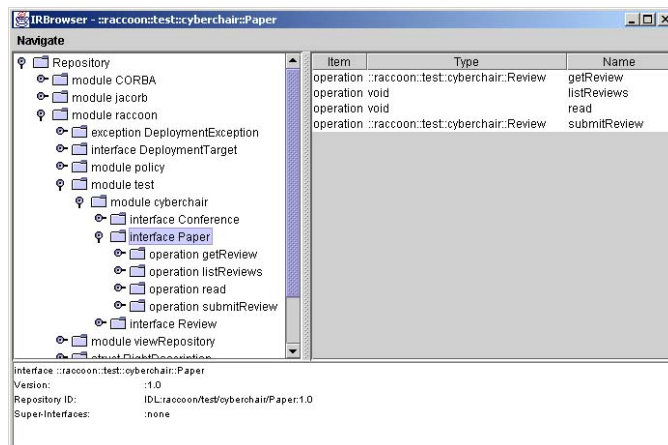 IRBrowser - ::raccoon::test::cyberchair::Paper
Navigate
Repository
module CORBA
module jacorb
module raccoon
exception DeploymentException
interface DeploymentTarget
module policy
module test
module cyberchair
interface Conference
interface Paper
operation getReview
operation listReviews
operation read
operation submitReview
interface Review
module viewRepository
struct RightDescription
Item Type Name
operation ::raccoon::test::cyberchair::Review getReview
operation void listReviews
operation void read
operation ::raccoon::test::cyberchair::Review submitReview
interface ::raccoon::test::cyberchair::Paper
Version: :1.0
Repository ID: IDL:raccoon/test/cyberchair/Paper:1.0
Super-Interfaces: :none